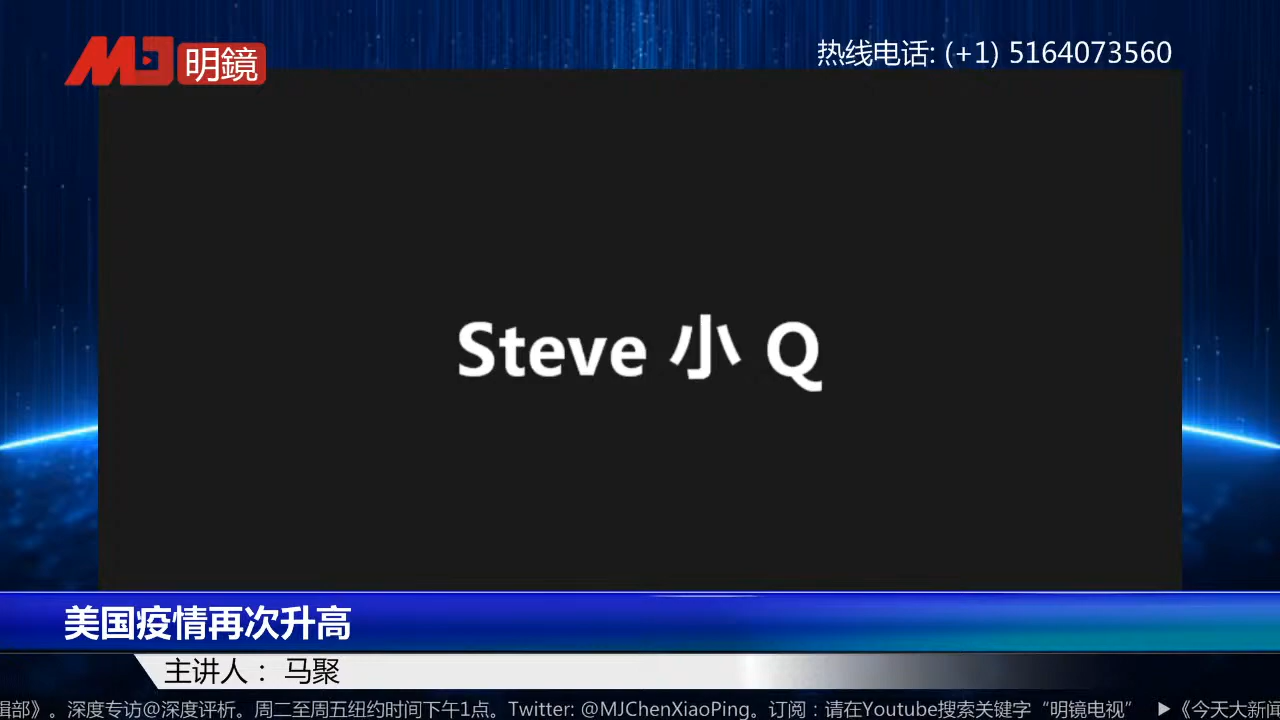 MJ 明鏡
热线电话: (+1) 5164073560
Steve 小 Q
美国疫情再次升高
主讲人： 马聚
辑部》。深度专访@深度评析。周二至周五纽约时间下午1点。Twitter: @MJChenXiaoPing。订阅：请在Youtube搜索关键字“明镜电视” ▶《今天大新闻